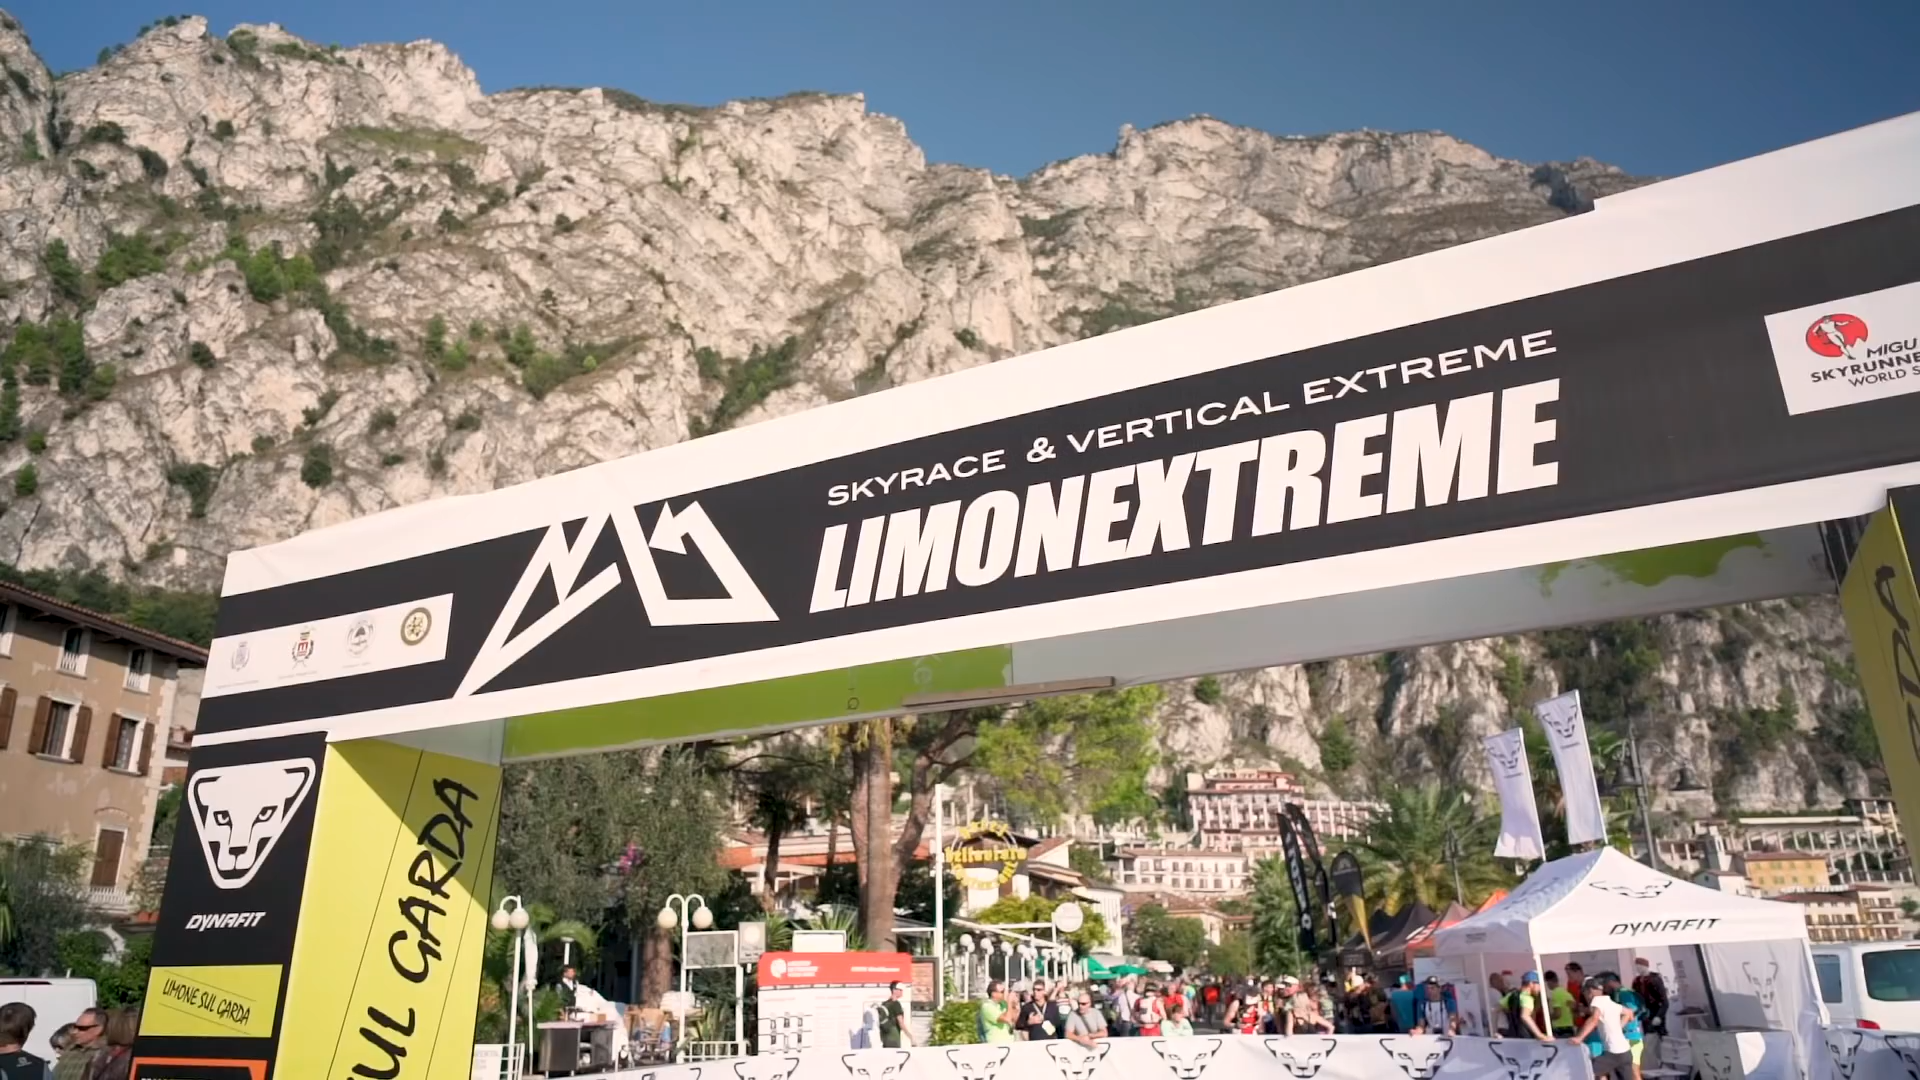 SKYRACE & VERTICAL EXTREME
LIMONEXTREME
MIGU
SKYRUNNE
WORLD S
DYNAFIT
LIMONE SUL GARDA
SUL GARDA
DYNAFIT